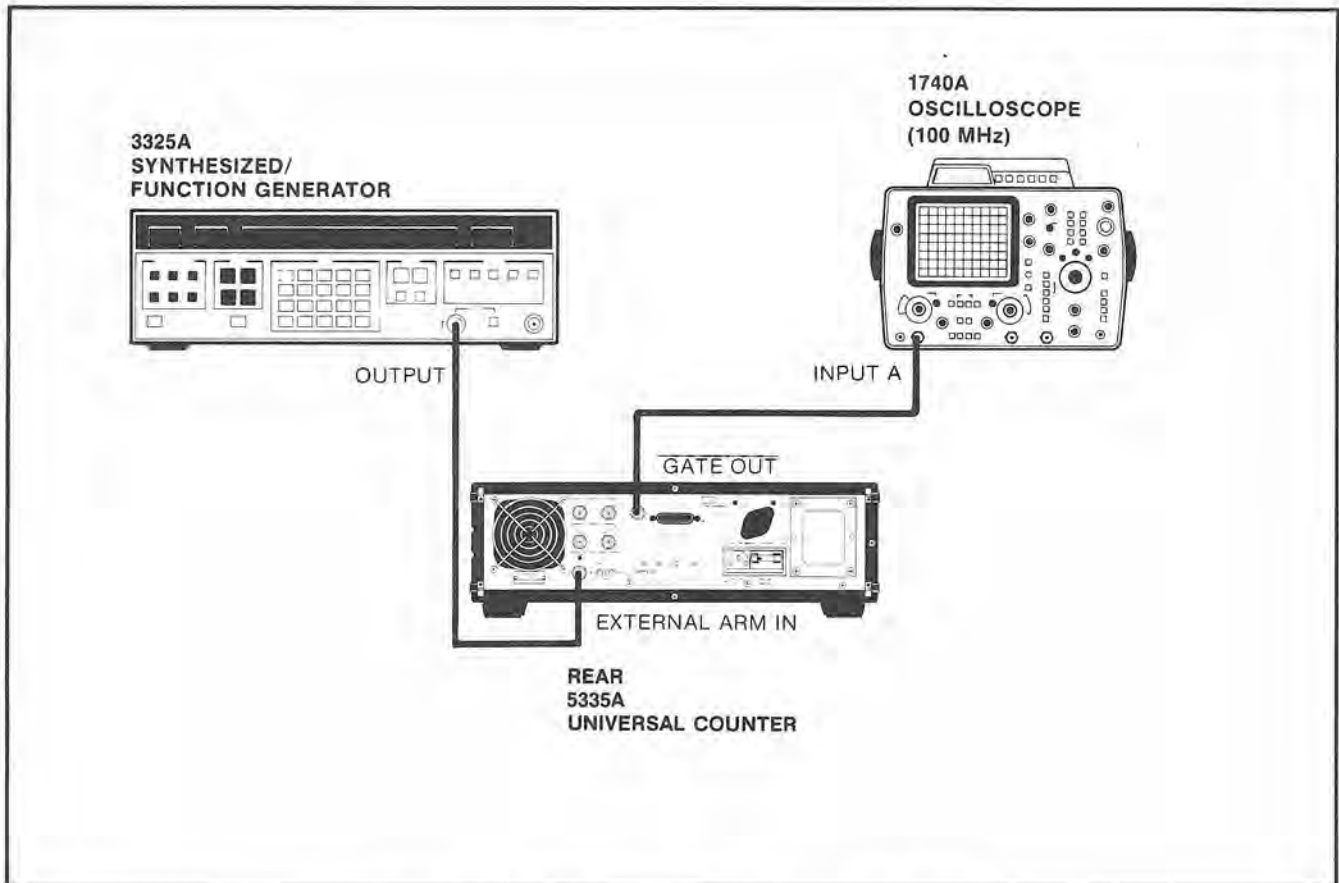 1740A
OSCILLOSCOPE
(100 MHz)
3325A
SYNTHESIZED/
FUNCTION GENERATOR
OUTPUT
INPUT A
GATE OUT
EXTERNAL ARM IN
REAR
5335A
UNIVERSAL COUNTER